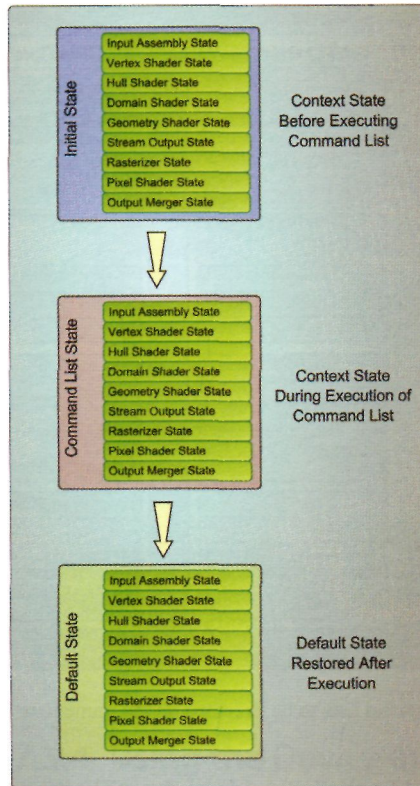 Initial State
Input Assembly State
Vertex Shader State
Hull Shader State
Domain Shader State
Geometry Shader State
Stream Output State
Rasterizer State
Pixel Shader State
Output Merger State
Context State
Before Executing
Command List
Command List State
Input Assembly State
Vertex Shader State
Hull Shader State
Domain Shader State
Geometry Shader State
Stream Output State
Rasterizer State
Pixel Shader State
Output Merger State
Context State
During Execution of
Command List
Default State
Input Assembly State
Vertex Shader State
Hull Shader State
Domain Shader State
Geometry Shader State
Stream Output State
Rasterizer State
Pixel Shader State
Output Merger State
Default State
Restored After
Execution